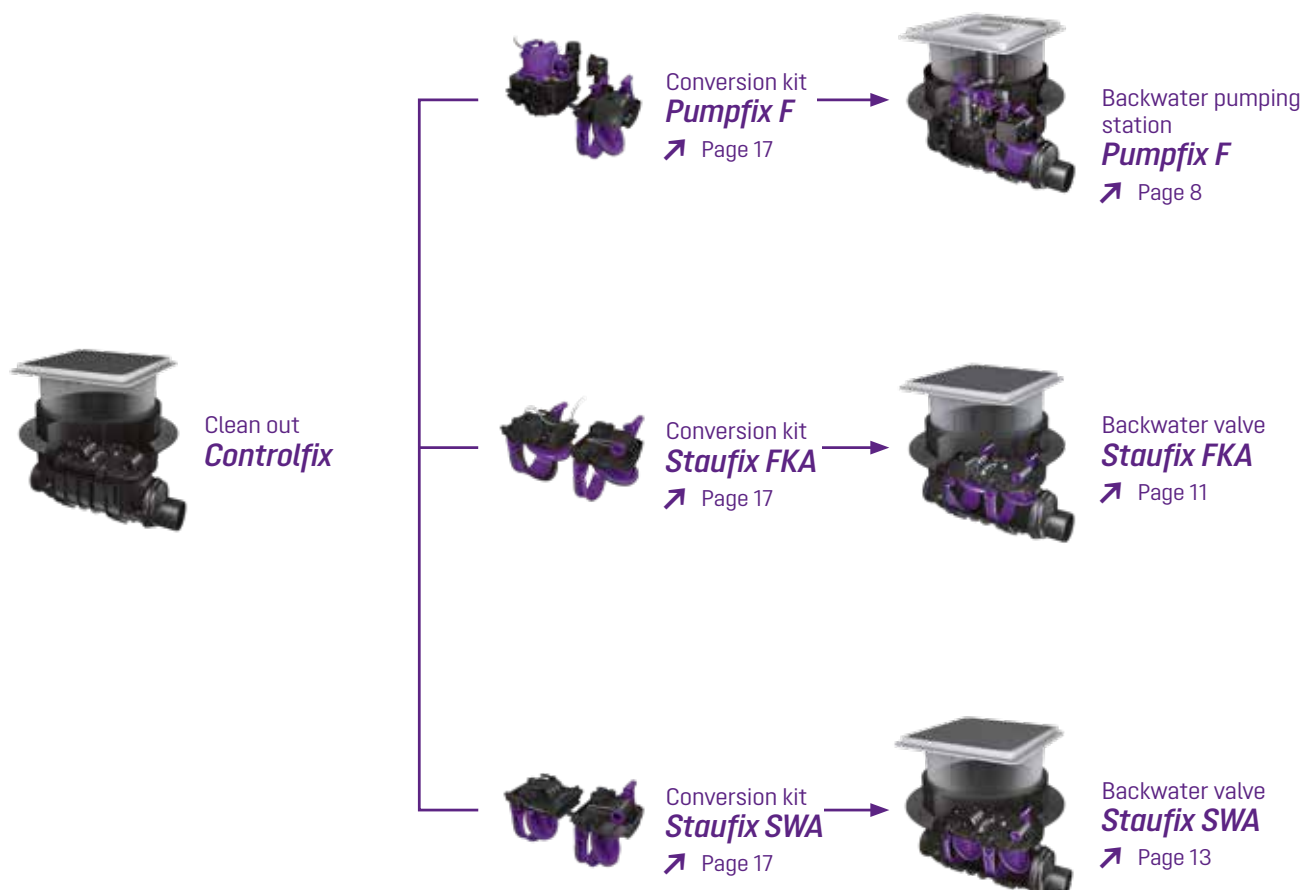 Conversion kit
Pumpfix F
Page 17
Backwater pumping
station
Pumpfix F
Page 8
Clean out
Controlfix
Conversion kit
Staufix FKA
Page 17
Backwater valve
Staufix FKA
Page 11
Conversion kit
Staufix SWA
Page 17
Backwater valve
Staufix SWA
Page 13